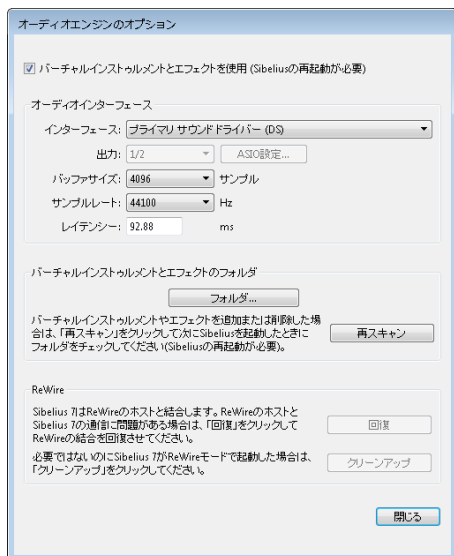 オーディオエンジンのオプション
バーチャルインストゥルメントとエフェクトを使用 (Sibeliusの再起動が必要)
オーディオインターフェース
インターフェース: プライマリ サウンド ドライバー (DS)
出力: 1/2 ASIO設定...
バッファサイズ: 4096 サンプル
サンプルレート: 44100 Hz
レイテンシー: 92.88 ms
バーチャルインストゥルメントとエフェクトのフォルダ
フォルダ...
バーチャルインストゥルメントやエフェクトを追加または削除した場
合は、「再スキャン」をクリックして次にSibeliusを起動したときに
フォルダをチェックしてください(Sibeliusの再起動が必要)。
再スキャン
ReWire
Sibelius 7はReWireのホストと結合します。ReWireのホストと
Sibelius 7の通信に問題がある場合は、「回復」をクリックして
ReWireの結合を回復させてください。
回復
必要ではないのにSibelius 7がReWireモードで起動した場合は、
「クリーンアップ」をクリックしてください。
クリーンアップ
閉じる